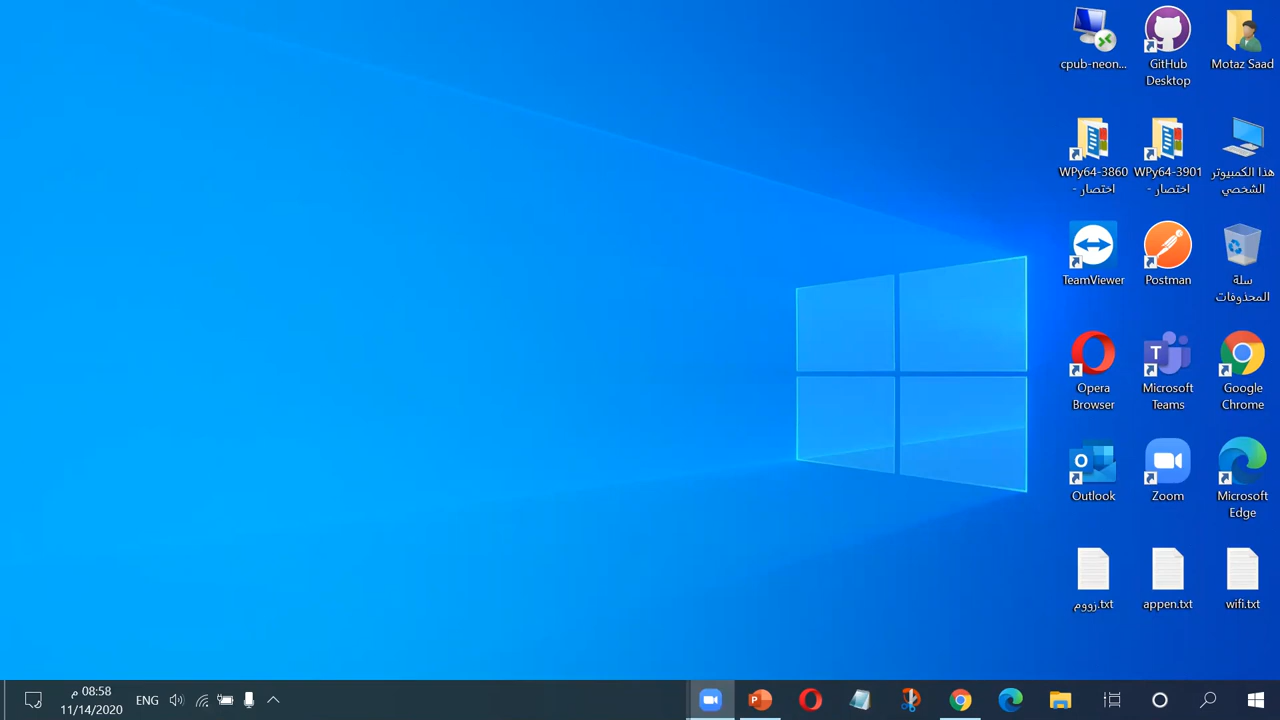 cpub-neon...
GitHub
Desktop
Motaz Saad
WPy64-3860
اختصار -
WPy64-3901
اختصار -
هذا الكمبيوتر
الشخصي
TeamViewer
Postman
سلة
المحذوفات
Opera
Browser
Microsoft
Teams
Google
Chrome
Outlook
Zoom
Microsoft
Edge
رووم.txt
appen.txt
wifi.txt
08:58 م
11/14/2020
ENG